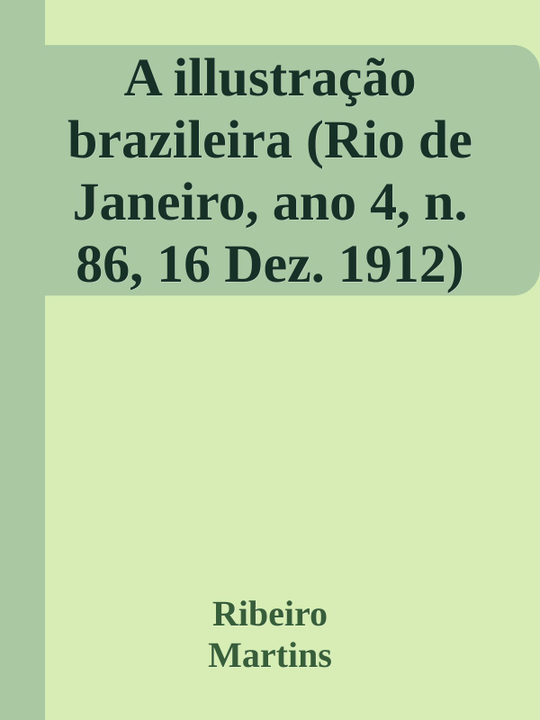 A illustração
brazileira (Rio de
Janeiro, ano 4, n.
86, 16 Dez. 1912)
Ribeiro
Martins